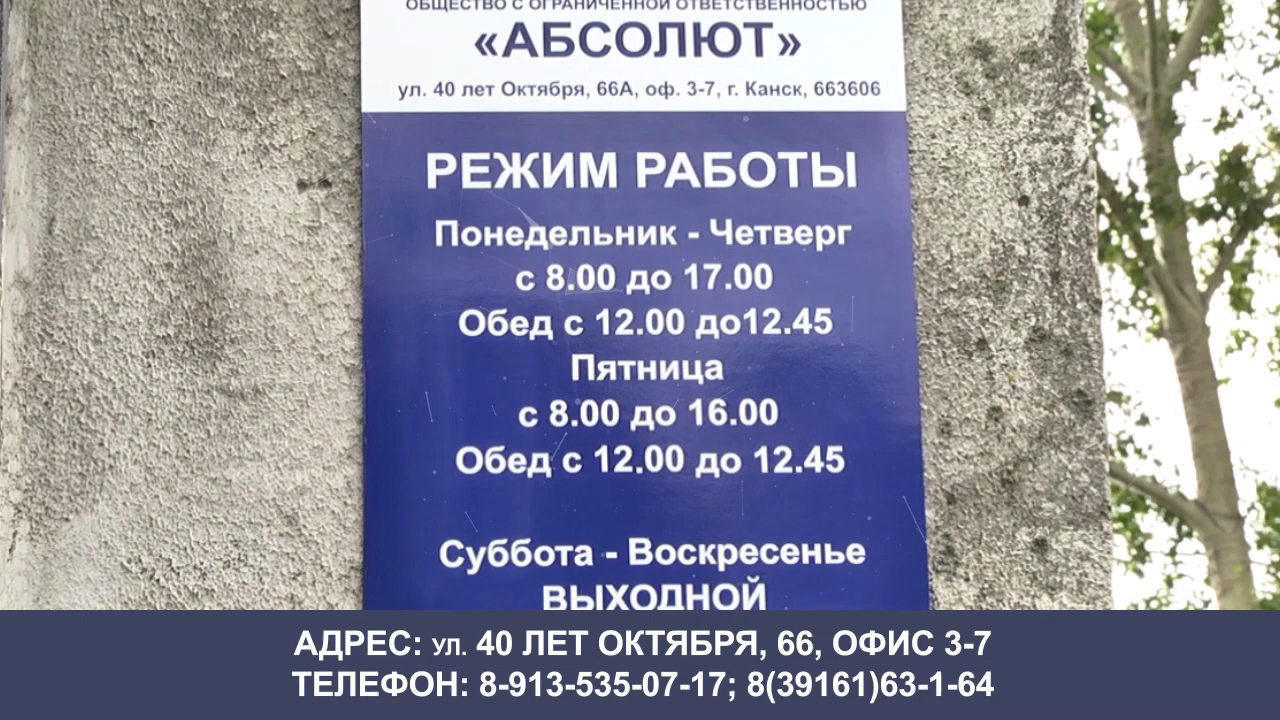 ОБЩЕСТВО С ОГРАНИЧЕННОЙ ОТВЕТСТВЕННОСТЬЮ
«АБСОЛЮТ»
ул. 40 лет Октября, 66А, оф. 3-7, г. Канск, 663606
РЕЖИМ РАБОТЫ
Понедельник - Четверг
с 8.00 до 17.00
Обед с 12.00 до12.45
Пятница
с 8.00 до 16.00
Обед с 12.00 до 12.45
Суббота - Воскресенье
ВЫХОДНОЙ
АДРЕС: ул. 40 ЛЕТ ОКТЯБРЯ, 66, ОФИС 3-7
ТЕЛЕФОН: 8-913-535-07-17; 8(39161)63-1-64